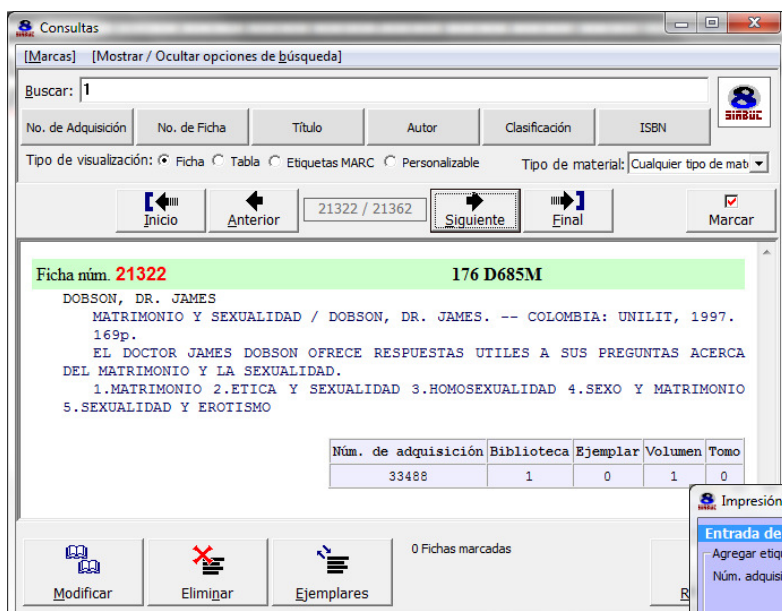 Consultas
[Marcas] [Mostrar / Ocultar opciones de búsqueda]
Buscar: 1
8
SIABUC
No. de Adquisición No. de Ficha Título Autor Clasificación ISBN
Tipo de visualización: Ficha Tabla Etiquetas MARC Personalizable Tipo de material: Cualquier tipo de mate
Inicio Anterior 21322 / 21362 Siguiente Final Marcar
Ficha núm. 21322 176 D685M
DOBSON, DR. JAMES
MATRIMONIO Y SEXUALIDAD / DOBSON, DR. JAMES. -- COLOMBIA: UNILIT, 1997.
169p.
EL DOCTOR JAMES DOBSON OFRECE RESPUESTAS UTILES A SUS PREGUNTAS ACERCA
DEL MATRIMONIO Y LA SEXUALIDAD.
1.MATRIMONIO 2.ETICA Y SEXUALIDAD 3.HOMOSEXUALIDAD 4.SEXO Y MATRIMONIO
5.SEXUALIDAD Y EROTISMO
Núm. de adquisición Biblioteca Ejemplar Volumen Tomo
33488 1 0 1 0
Impresión
Entrada de
Agregar etiqu
Núm. adquisi
0 Fichas marcadas
Modificar Eliminar Ejemplares R